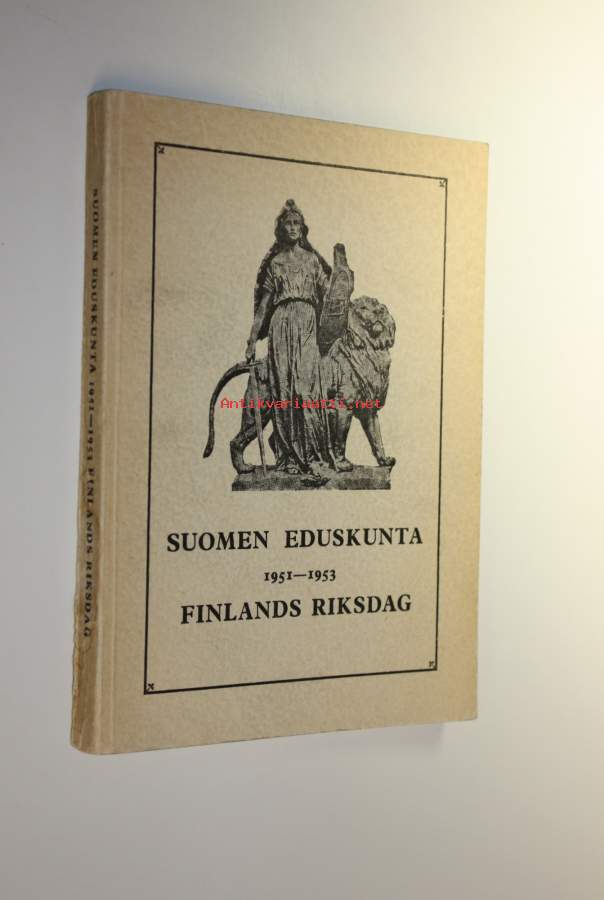 SUOMEN EDUSKUNTA 1951—1953 FINLANDS RIKSDAG
Antikvariaatti.net
SUOMEN EDUSKUNTA
1951—1953
FINLANDS RIKSDAG